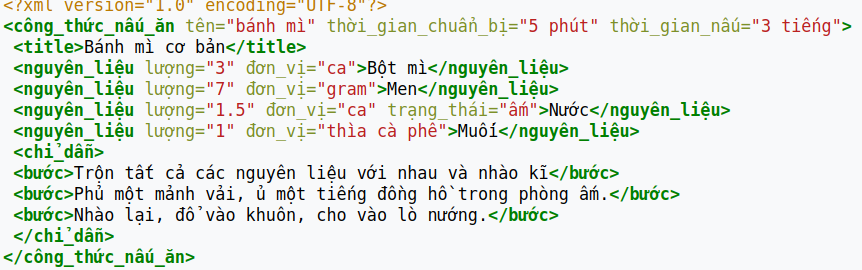 <?xml version="1.0" encoding="UTF-8"?>
<công_thức_nấu_ăn tên="bánh mì" thời_gian_chuẩn_bị="5 phút" thời_gian_nấu="3 tiếng">
<title>Bánh mì cơ bản</title>
<nguyên_liệu lượng="3" đơn_vị="ca">Bột mì</nguyên_liệu>
<nguyên_liệu lượng="7" đơn_vị="gram">Men</nguyên_liệu>
<nguyên_liệu lượng="1.5" đơn_vị="ca" trạng_thái="ấm">Nước</nguyên_liệu>
<nguyên_liệu lượng="1" đơn_vị="thìa cà phê">Muối</nguyên_liệu>
<chỉ_dẫn>
<bước>Trộn tất cả các nguyên liệu với nhau và nhào kĩ</bước>
<bước>Phủ một mảnh vải, ủ một tiếng đồng hồ trong phòng ấm.</bước>
<bước>Nhào lại, đổ vào khuôn, cho vào lò nướng.</bước>
</chỉ_dẫn>
</công_thức_nấu_ăn>